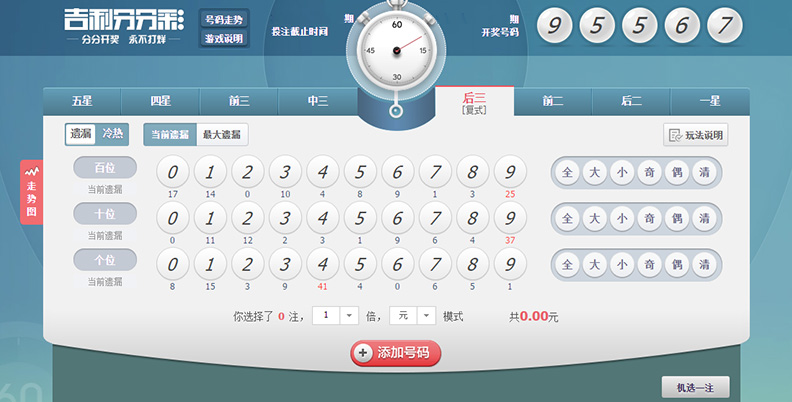 吉利分分彩
分分开奖 永不打烊
号码走势
游戏说明
期
投注截止时间
60
15
30
45
期
开奖号码
9 5 5 6 7
五星 四星 前三 中三 后三 前二 后二 一星
[复式]
遗漏 冷热 当前遗漏 最大遗漏 玩法说明
走势图
百位 0 1 2 3 4 5 6 7 8 9 全 大 小 奇 偶 清
当前遗漏 17 14 0 10 4 8 9 1 3 25
十位 0 1 2 3 4 5 6 7 8 9 全 大 小 奇 偶 清
当前遗漏 0 11 12 2 3 1 9 6 4 37
个位 0 1 2 3 4 5 6 7 8 9 全 大 小 奇 偶 清
当前遗漏 8 15 3 9 41 4 0 6 5 1
你选择了 0 注, 1 倍, 元 模式 共0.00元
添加号码
机选一注
60